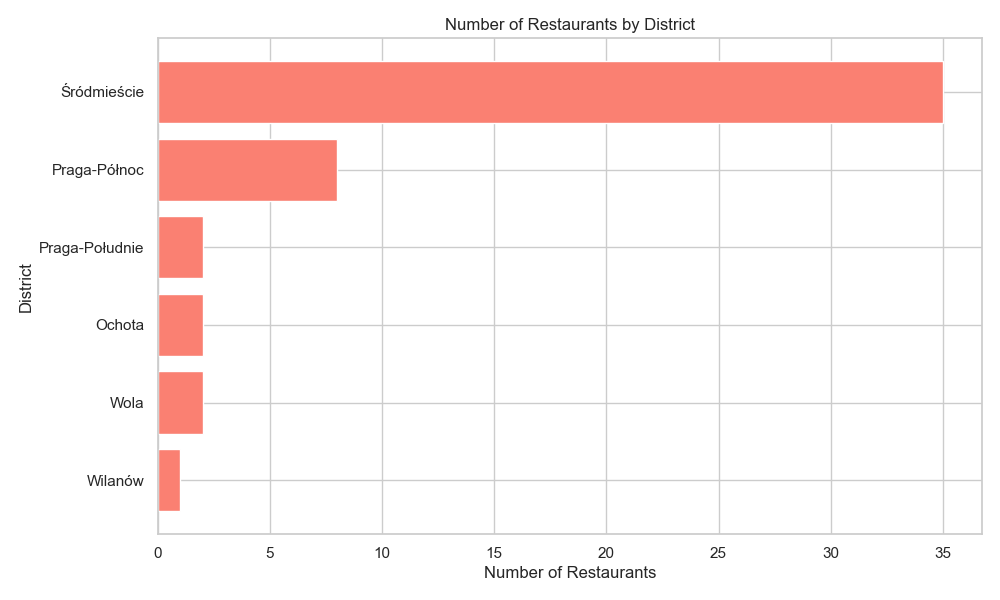 Number of Restaurants by District
Śródmieście
Praga-Północ
Praga-Południe
Ochota
Wola
Wilanów
District
0 5 10 15 20 25 30 35
Number of Restaurants